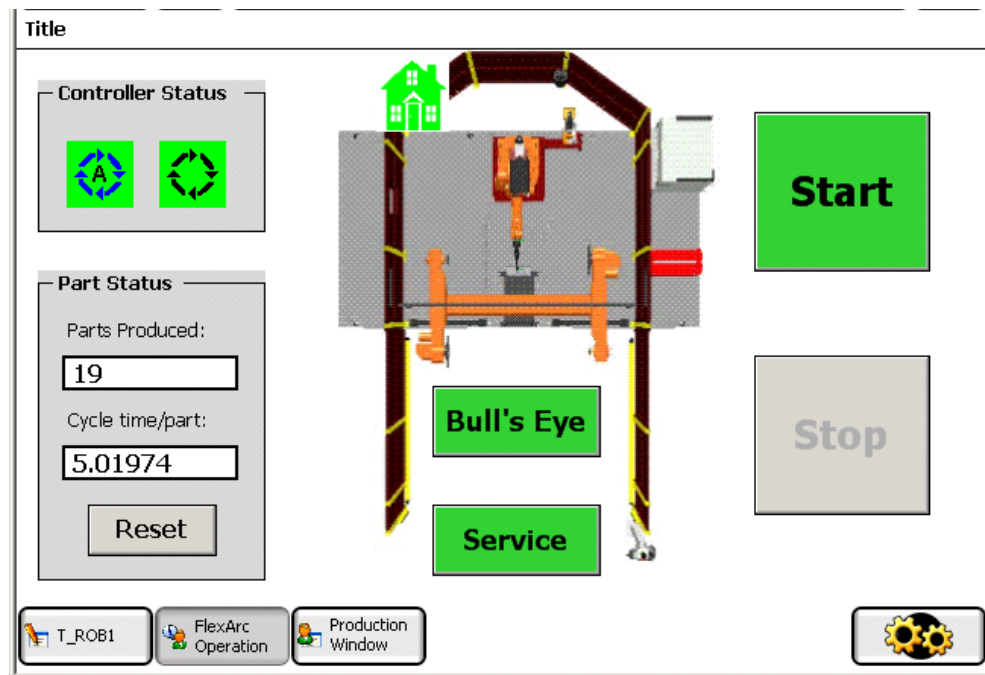 Title
Controller Status
A
Start
Part Status
Parts Produced:
19
Cycle time/part:
5.01974
Reset
Bull's Eye
Service
Stop
T_ROB1
FlexArc
Operation
Production
Window